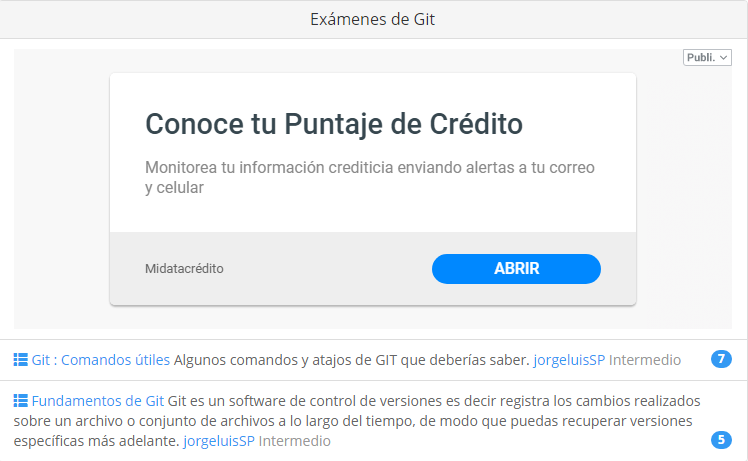 Exámenes de Git
Publi.
Conoce tu Puntaje de Crédito
Monitorea tu información crediticia enviando alertas a tu correo
y celular
Midatacrédito
ABRIR
Git : Comandos útiles Algunos comandos y atajos de GIT que deberías saber. jorgeluisSP Intermedio
7
Fundamentos de Git Git es un software de control de versiones es decir registra los cambios realizados
sobre un archivo o conjunto de archivos a lo largo del tiempo, de modo que puedas recuperar versiones
específicas más adelante. jorgeluisSP Intermedio
5